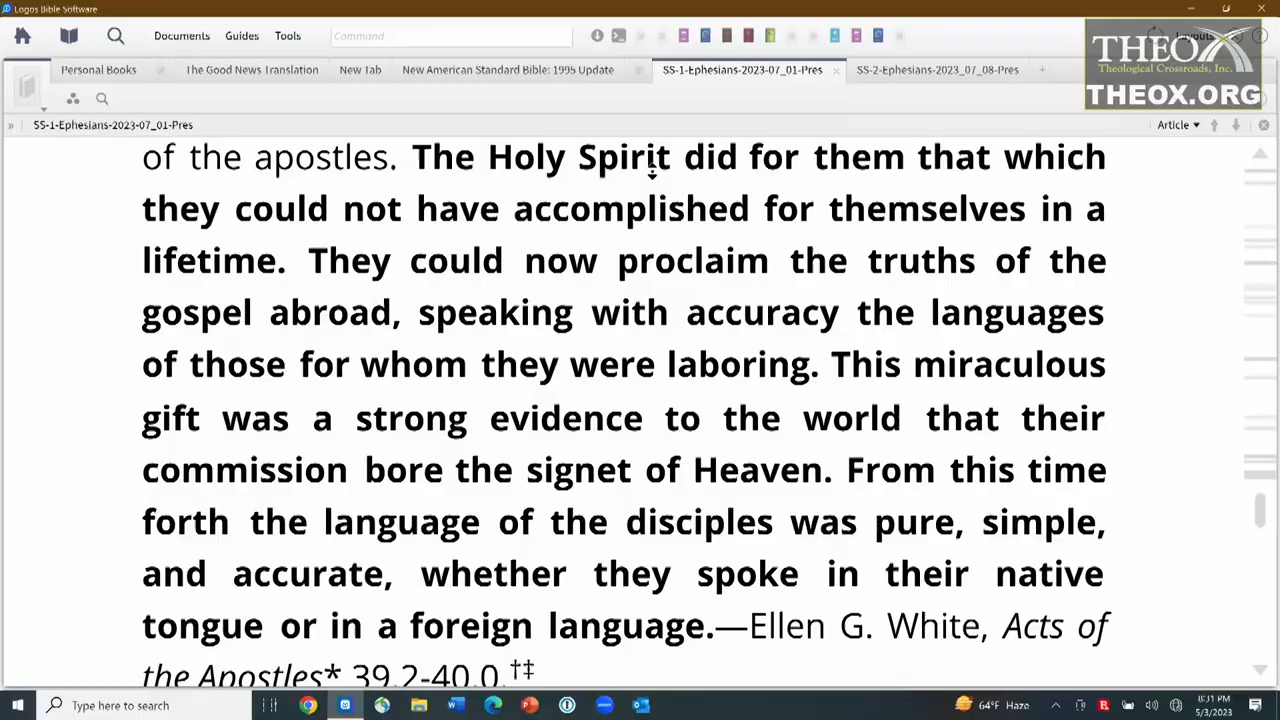 Logos Bible Software
Documents Guides Tools Command Layouts
THEOX
Theological Crossroads, Inc.
THEOX.ORG
Personal Books The Good News Translation New Tab SS-1-Ephesians-2023-07_01-Pres SS-2-Ephesians-2023_07_08-Pres
SS-1-Ephesians-2023-07_01-Pres Article
of the apostles. The Holy Spirit did for them that which
they could not have accomplished for themselves in a
lifetime. They could now proclaim the truths of the
gospel abroad, speaking with accuracy the languages
of those for whom they were laboring. This miraculous
gift was a strong evidence to the world that their
commission bore the signet of Heaven. From this time
forth the language of the disciples was pure, simple,
and accurate, whether they spoke in their native
tongue or in a foreign language.—Ellen G. White, Acts of
the Apostles* 39.2-40.0.†‡
Type here to search 64°F Haze 8:31 PM
5/3/2023